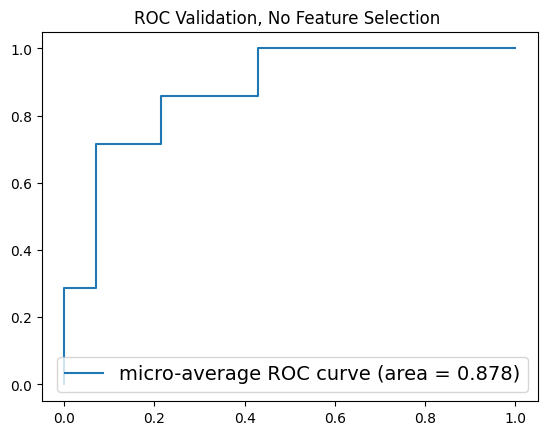 ROC Validation, No Feature Selection
1.0
0.8
0.6
0.4
0.2
0.0
micro-average ROC curve (area = 0.878)
0.0 0.2 0.4 0.6 0.8 1.0